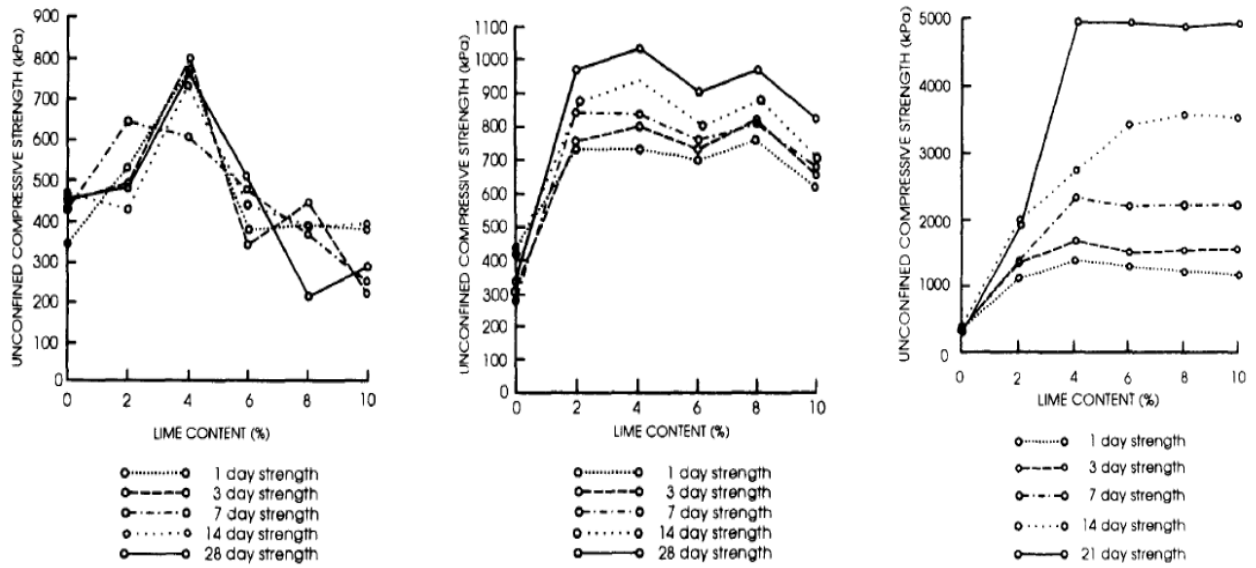 UNCONFINED COMPRESSIVE STRENGTH (kPa)
900
800
700
600
500
400
300
200
100
0
0 2 4 6 8 10
LIME CONTENT (%)
1 day strength
3 day strength
7 day strength
14 day strength
28 day strength
UNCONFINED COMPRESSIVE STRENGTH (kPa)
1100
1000
900
800
700
600
500
400
300
200
100
0
0 2 4 6 8 10
LIME CONTENT (%)
1 day strength
3 day strength
7 day strength
14 day strength
28 day strength
UNCONFINED COMPRESSIVE STRENGTH (kPa)
5000
4000
3000
2000
1000
0
0 2 4 6 8 10
LIME CONTENT (%)
1 day strength
3 day strength
7 day strength
14 day strength
21 day strength